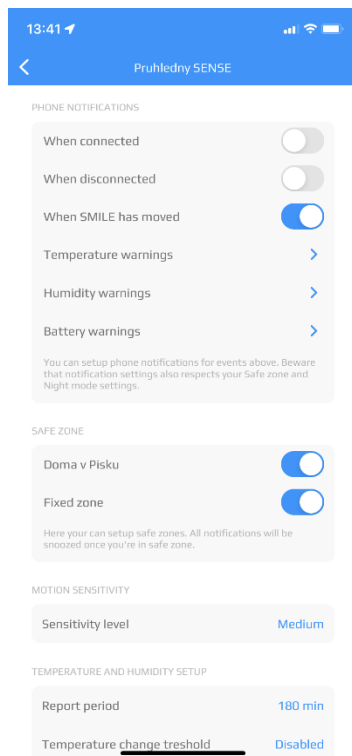 13:41
Pruhledny SENSE
PHONE NOTIFICATIONS
When connected
When disconnected
When SMILE has moved
Temperature warnings
Humidity warnings
Battery warnings
You can setup phone notifications for events above. Beware
that notification settings also respects your Safe zone and
Night mode settings.
SAFE ZONE
Doma v Pisku
Fixed zone
Here your can setup safe zones. All notifications will be
snoozed once you're in safe zone.
MOTION SENSITIVITY
Sensitivity level Medium
TEMPERATURE AND HUMIDITY SETUP
Report period 180 min
Temperature change treshold Disabled